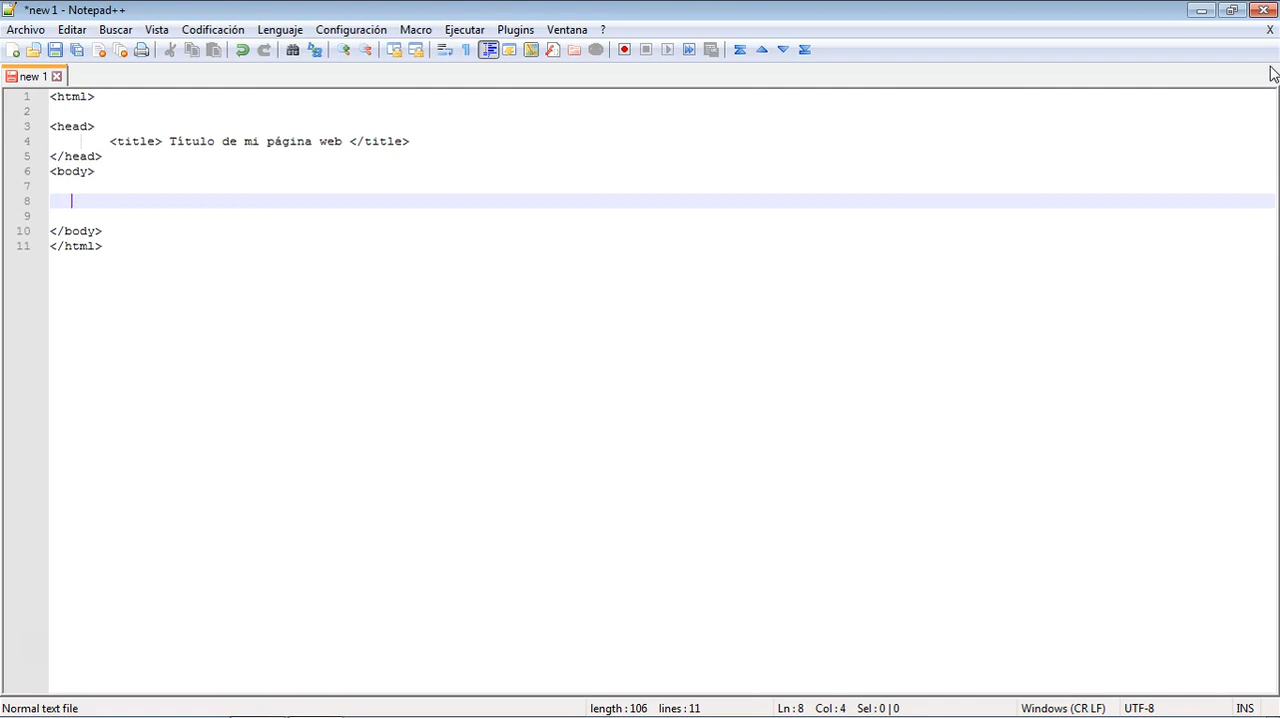 *new 1 - Notepad++
Archivo Editar Buscar Vista Codificación Lenguaje Configuración Macro Ejecutar Plugins Ventana ? X
new 1
1 <html>
2
3 <head>
4 <title> Título de mi página web </title>
5 </head>
6 <body>
7
8
9
10 </body>
11 </html>
Normal text file length : 106 lines : 11 Ln : 8 Col : 4 Sel : 0 | 0 Windows (CR LF) UTF-8 INS